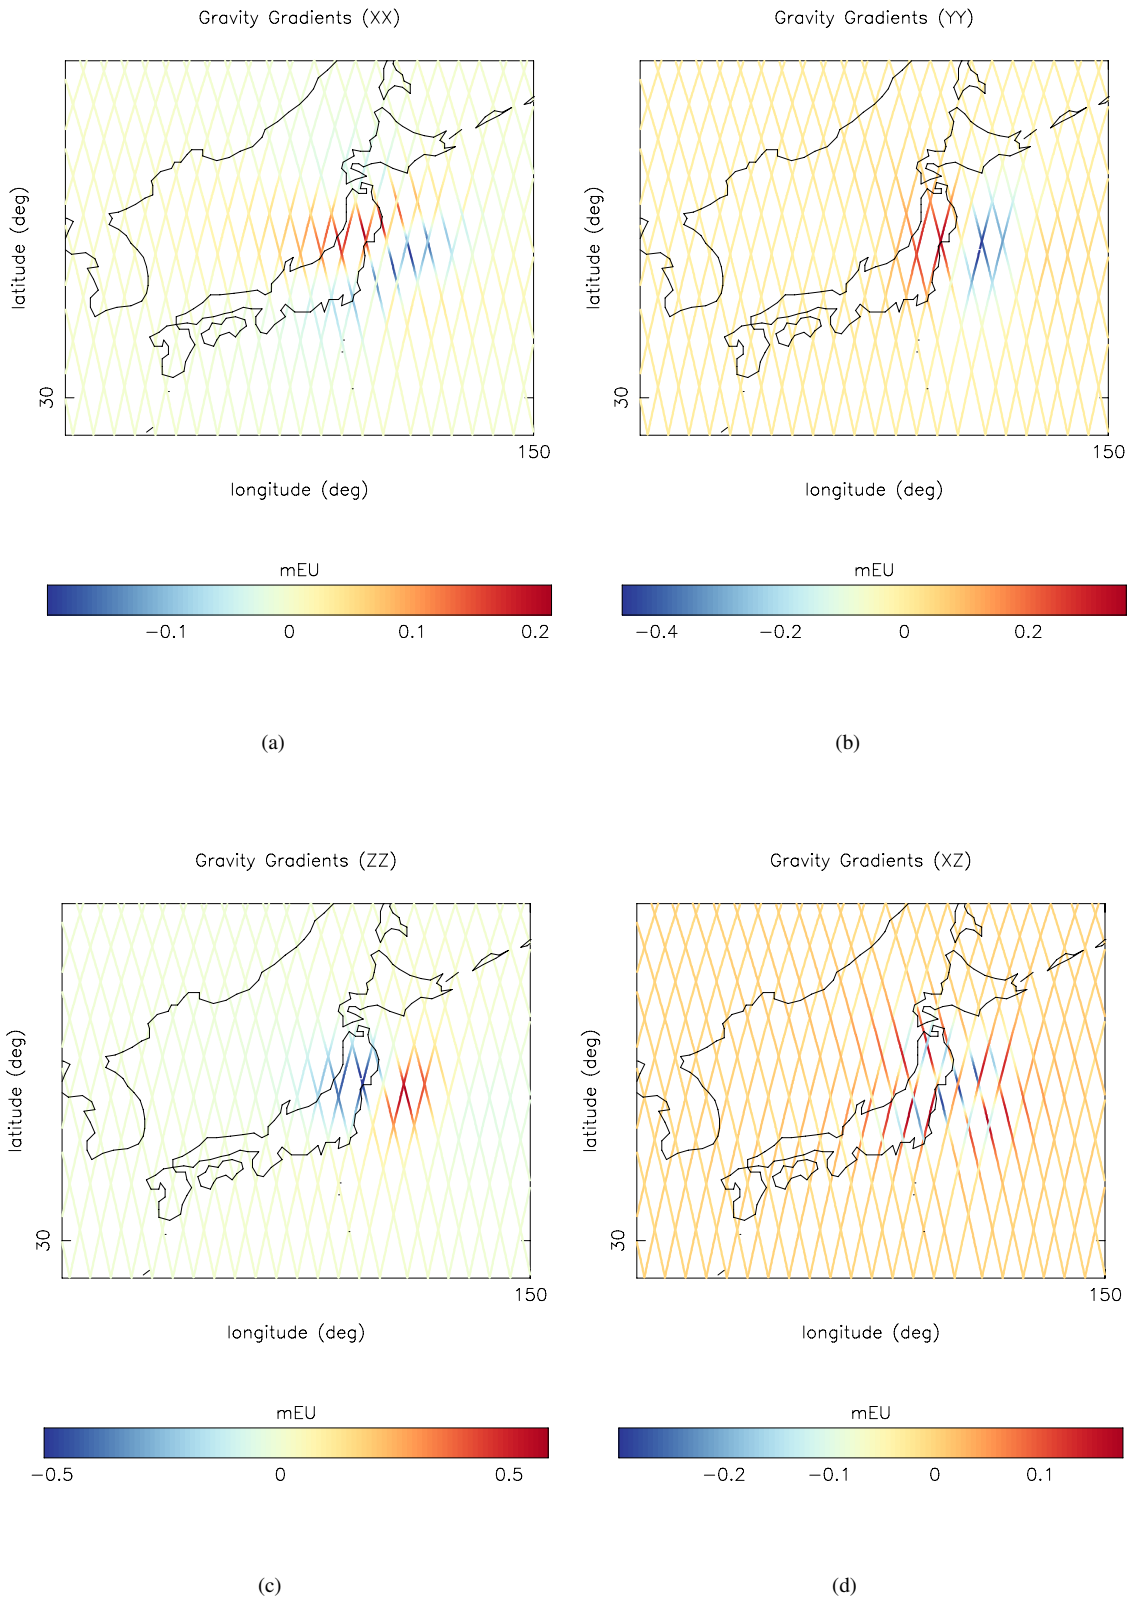 Gravity Gradients (XX)
Gravity Gradients (YY)
latitude (deg)
30
150
longitude (deg)
latitude (deg)
30
150
longitude (deg)
mEU
−0.1 0 0.1 0.2
mEU
−0.4 −0.2 0 0.2
(a)
(b)
Gravity Gradients (ZZ)
Gravity Gradients (XZ)
latitude (deg)
30
150
longitude (deg)
latitude (deg)
30
150
longitude (deg)
mEU
−0.5 0 0.5
mEU
−0.2 −0.1 0 0.1
(c)
(d)